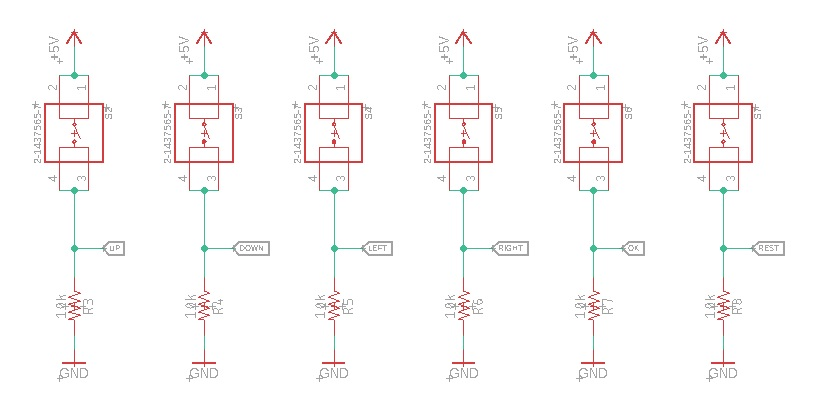 +5V +5V +5V +5V +5V +5V
2 1 2 1 2 1 2 1 2 1 2 1
2-1437565-7 S2 2-1437565-7 S3 2-1437565-7 S4 2-1437565-7 S5 2-1437565-7 S6 2-1437565-7 S7
4 3 4 3 4 3 4 3 4 3 4 3
UP DOWN LEFT RIGHT OK REST
10k R3 10k R4 10k R5 10k R6 10k R7 10k R8
GND GND GND GND GND GND